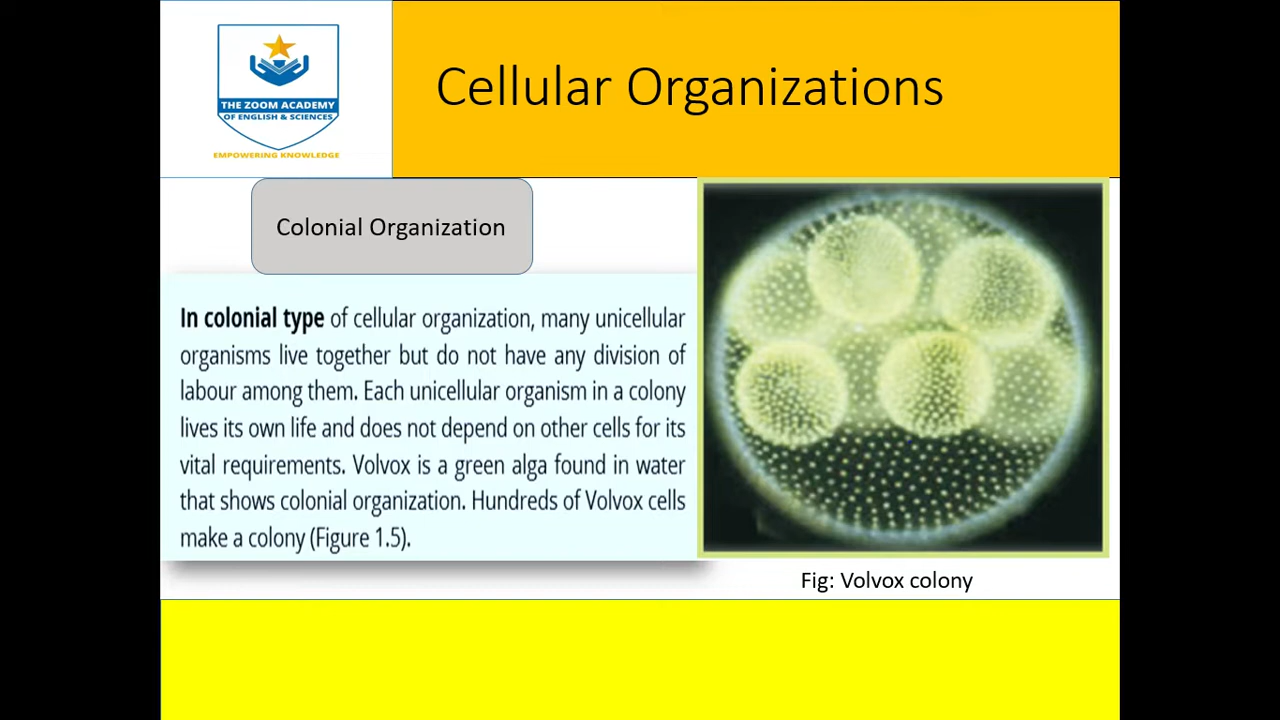 THE ZOOM ACADEMY
OF ENGLISH & SCIENCES
EMPOWERING KNOWLEDGE
Cellular Organizations
Colonial Organization
In colonial type of cellular organization, many unicellular
organisms live together but do not have any division of
labour among them. Each unicellular organism in a colony
lives its own life and does not depend on other cells for its
vital requirements. Volvox is a green alga found in water
that shows colonial organization. Hundreds of Volvox cells
make a colony (Figure 1.5).
Fig: Volvox colony